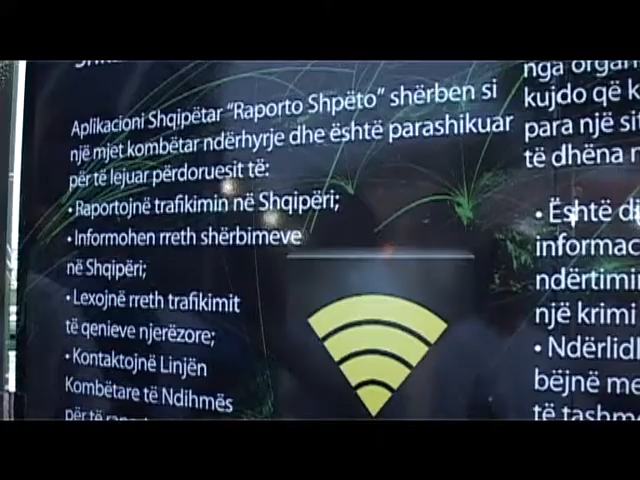 Aplikacioni Shqipëtar “Raporto Shpëto” shërben si
një mjet kombëtar ndërhyrje dhe është parashikuar
për të lejuar përdoruesit të:
• Raportojnë trafikimin në Shqipëri;
• Informohen rreth shërbimeve
në Shqipëri;
• Lexojnë rreth trafikimit
të qenieve njerëzore;
• Kontaktojnë Linjën
Kombëtare të Ndihmës
për të
nga organ
kujdo që k
para një sit
të dhëna n
• Është di
informac
ndërtimi
një krimi
• Ndërlidh
bëjnë me
të tashm